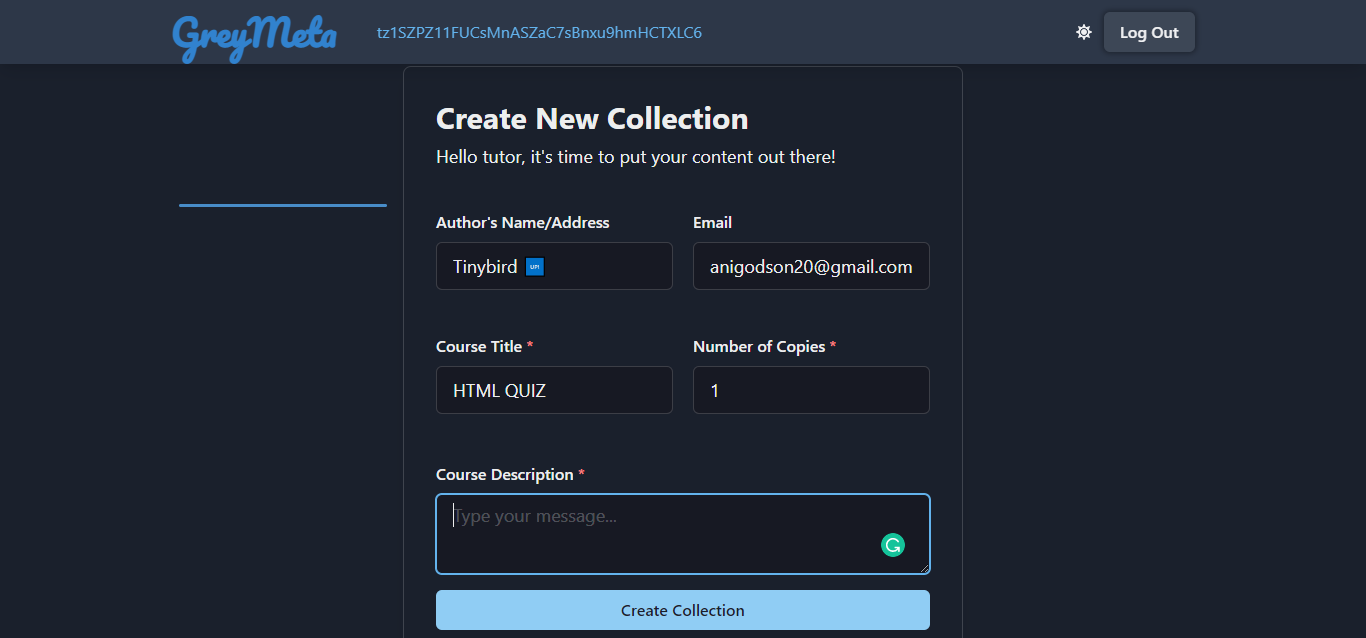 GreyMeta tz1SZPZ11FUCsMnASZaC7sBnxu9hmHCTXLC6 Log Out
Create New Collection
Hello tutor, it's time to put your content out there!
Author's Name/Address Email
Tinybird anigodson20@gmail.com
Course Title * Number of Copies *
HTML QUIZ 1
Course Description *
Type your message...
Create Collection